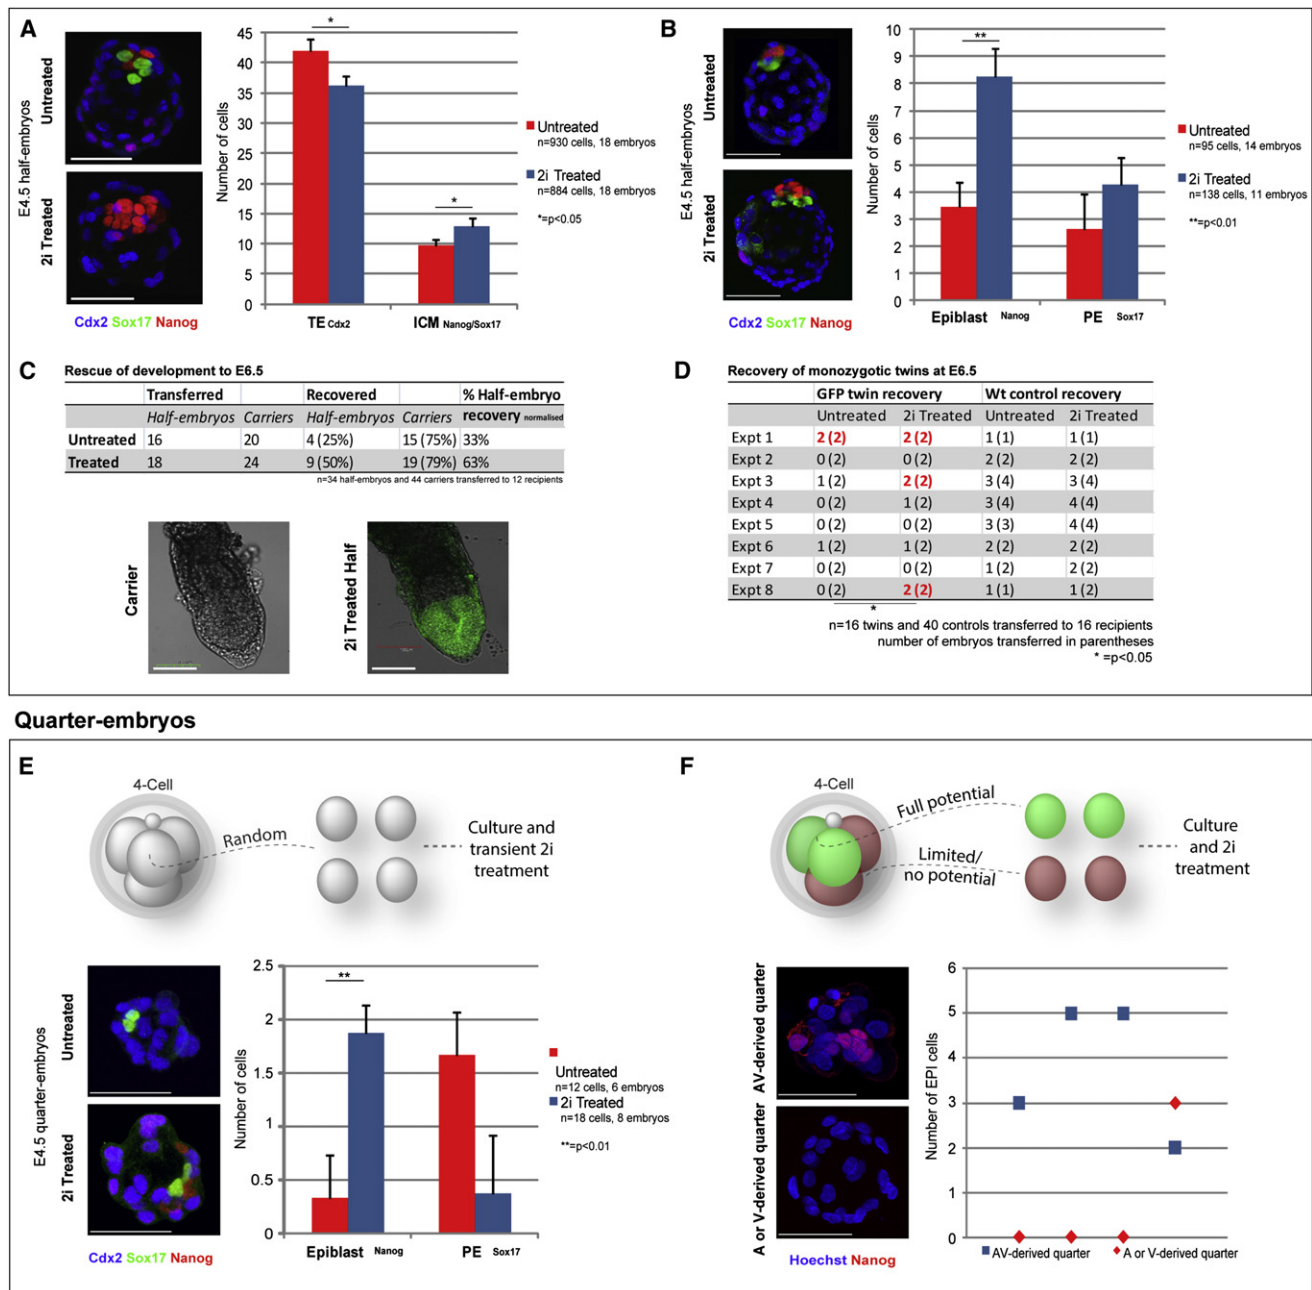 A
E4.5 half-embryos
Untreated
2i Treated
Cdx2 Sox17 Nanog
Number of cells
45
40
35
30
25
20
15
10
5
0
*
*
TE Cdx2
ICM Nanog/Sox17
Untreated
n=930 cells, 18 embryos
2i Treated
n=884 cells, 18 embryos
*=p<0.05
B
E4.5 half-embryos
Untreated
2i Treated
Cdx2 Sox17 Nanog
Number of cells
10
9
8
7
6
5
4
3
2
1
0
**
Epiblast Nanog
PE Sox17
Untreated
n=95 cells, 14 embryos
2i Treated
n=138 cells, 11 embryos
**=p<0.01
C
Rescue of development to E6.5
Transferred Recovered % Half-embryo
Half-embryos Carriers Half-embryos Carriers recovery normalised
Untreated 16 20 4 (25%) 15 (75%) 33%
Treated 18 24 9 (50%) 19 (79%) 63%
n=34 half-embryos and 44 carriers transferred to 12 recipients
Carrier
2i Treated Half
D
Recovery of monozygotic twins at E6.5
GFP twin recovery Wt control recovery
Untreated 2i Treated Untreated 2i Treated
Expt 1 2 (2) 2 (2) 1 (1) 1 (1)
Expt 2 0 (2) 0 (2) 2 (2) 2 (2)
Expt 3 1 (2) 2 (2) 3 (4) 3 (4)
Expt 4 0 (2) 1 (2) 3 (4) 4 (4)
Expt 5 0 (2) 0 (2) 3 (3) 4 (4)
Expt 6 1 (2) 1 (2) 2 (2) 2 (2)
Expt 7 0 (2) 0 (2) 1 (2) 2 (2)
Expt 8 0 (2) 2 (2) 1 (1) 1 (2)
*
n=16 twins and 40 controls transferred to 16 recipients
number of embryos transferred in parentheses
* =p<0.05
Quarter-embryos
E
4-Cell
Random
Culture and
transient 2i
treatment
E4.5 quarter-embryos
Untreated
2i Treated
Cdx2 Sox17 Nanog
Number of cells
2.5
2
1.5
1
0.5
0
**
Epiblast Nanog
PE Sox17
Untreated
n=12 cells, 6 embryos
2i Treated
n=18 cells, 8 embryos
**=p<0.01
F
4-Cell
Full potential
Limited/
no potential
Culture
and 2i
treatment
AV-derived quarter
A or V-derived quarter
Hoechst Nanog
Number of EPI cells
6
5
4
3
2
1
0
AV-derived quarter
A or V-derived quarter